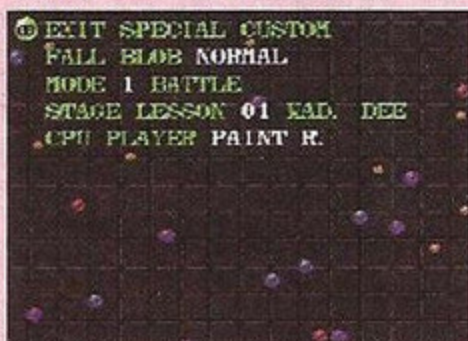 EXIT SPECIAL CUSTOM
FALL BLOB NORMAL
MODE 1 BATTLE
STAGE LESSON 01 KAD. DEE
CPU PLAYER PAINT R.